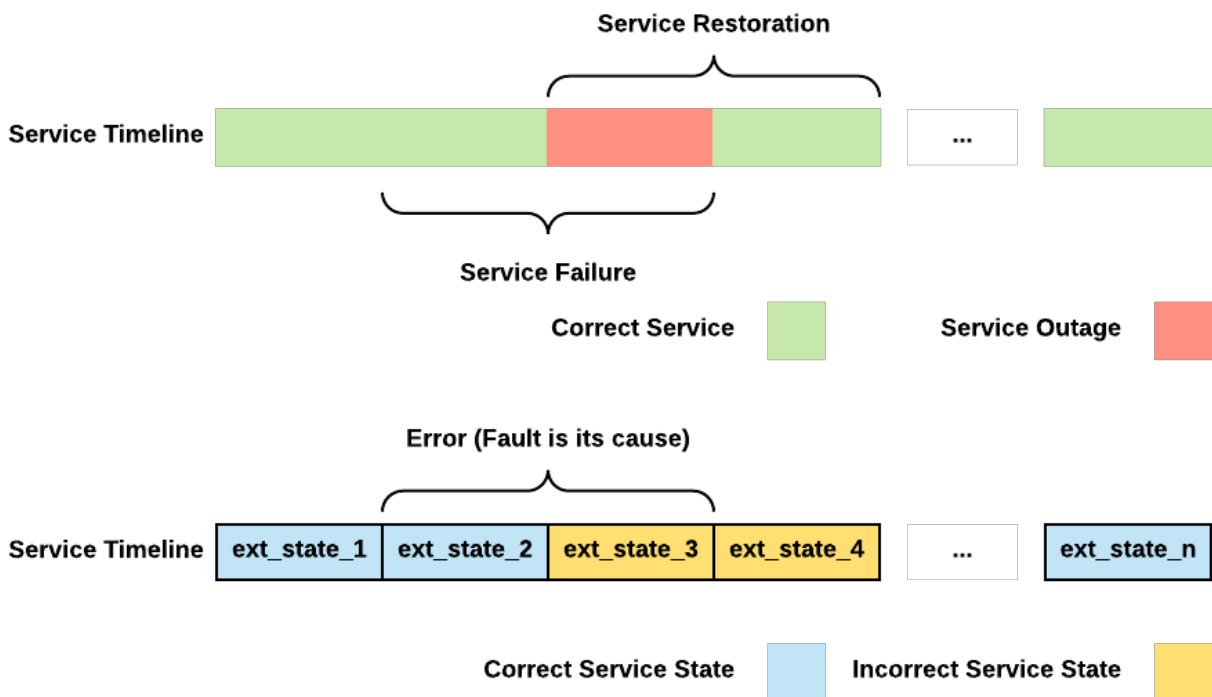 Service Restoration
Service Timeline
...
Service Failure
Correct Service
Service Outage
Error (Fault is its cause)
Service Timeline
ext_state_1
ext_state_2
ext_state_3
ext_state_4
...
ext_state_n
Correct Service State
Incorrect Service State